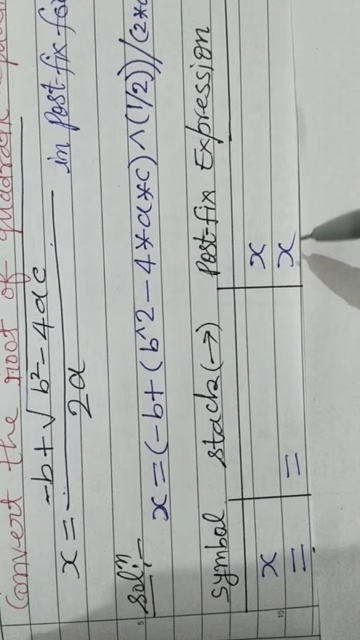 Convert the root of quadratic
x = -b+√b²-4ac / 2a in Post-fix
Solⁿ:-
x = (-b+(b^2-4*a*c)^(1/2))/(2*a
Symbol stack(→) Post-fix Expression
x x
= = x